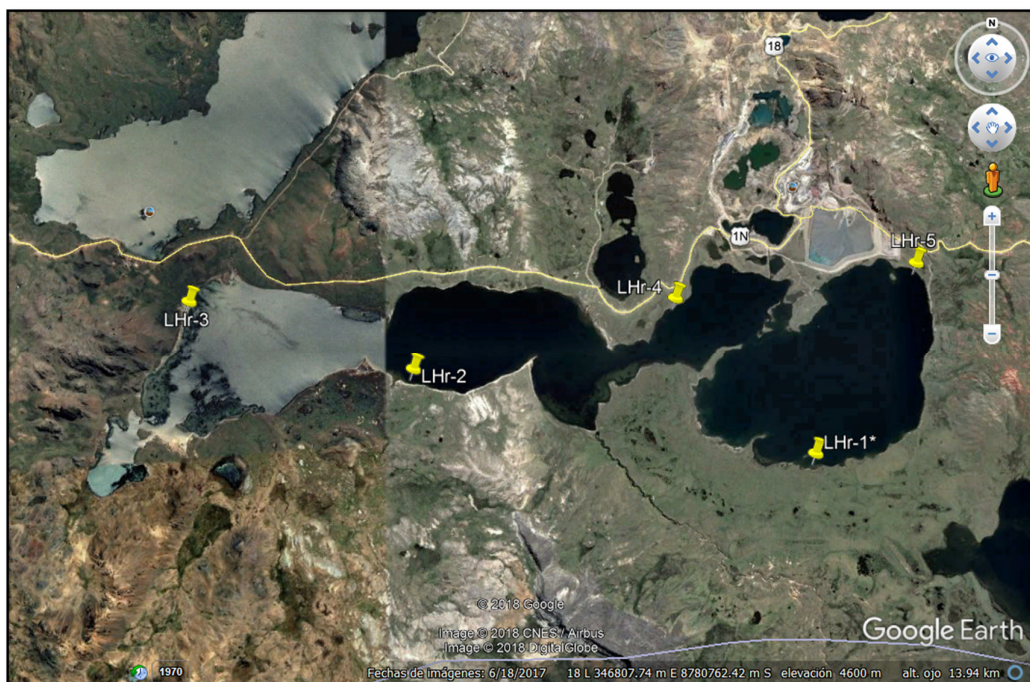 N
18
1N
LHr-5
LHr-4
LHr-3
LHr-2
LHr-1*
© 2018 Google
Image © 2018 CNES / Airbus
Image © 2018 DigitalGlobe
Google Earth
1970
Fechas de imágenes: 6/18/2017 18 L 346807.74 m E 8780762.42 m S elevación 4600 m alt. ojo 13.94 km